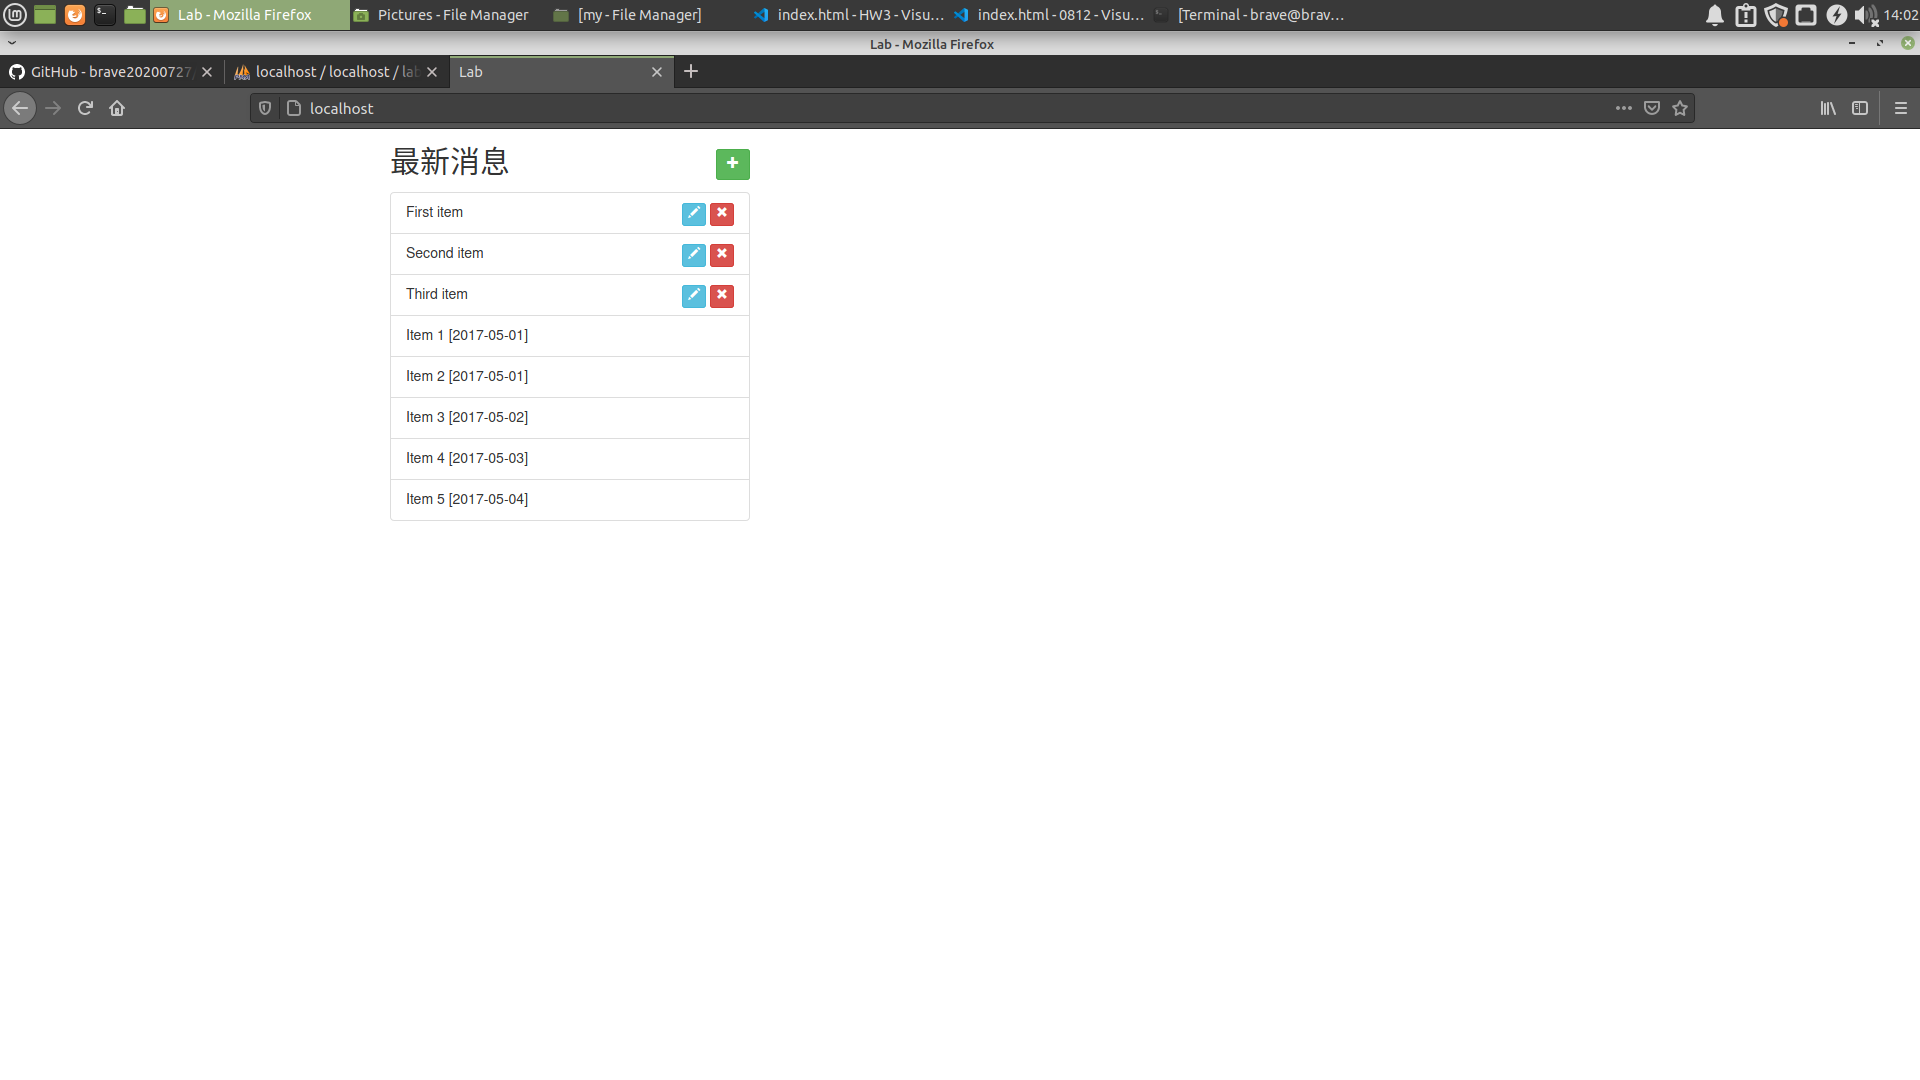 Lab - Mozilla Firefox
Pictures - File Manager
[my - File Manager]
index.html - HW3 - Visu...
index.html - 0812 - Visu...
[Terminal - brave@brav...
14:02
Lab - Mozilla Firefox
GitHub - brave20200727
localhost / localhost / lab
Lab
localhost
最新消息
First item
Second item
Third item
Item 1 [2017-05-01]
Item 2 [2017-05-01]
Item 3 [2017-05-02]
Item 4 [2017-05-03]
Item 5 [2017-05-04]